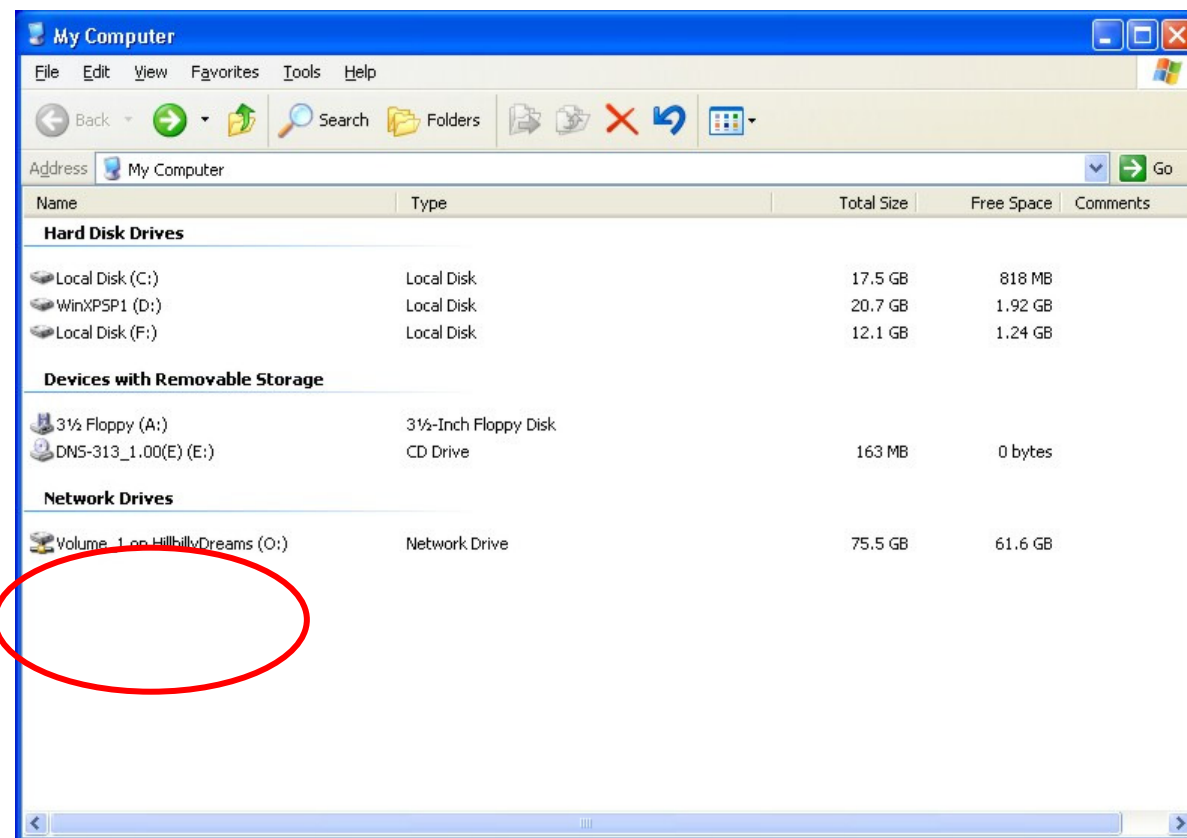 My Computer
File Edit View Favorites Tools Help
Back Search Folders
Address My Computer Go
Name Type Total Size Free Space Comments
Hard Disk Drives
Local Disk (C:) Local Disk 17.5 GB 818 MB
WinXPSP1 (D:) Local Disk 20.7 GB 1.92 GB
Local Disk (F:) Local Disk 12.1 GB 1.24 GB
Devices with Removable Storage
3½ Floppy (A:) 3½-Inch Floppy Disk
DNS-313_1.00(E) (E:) CD Drive 163 MB 0 bytes
Network Drives
Volume_1 on HillbillyDreams (O:) Network Drive 75.5 GB 61.6 GB